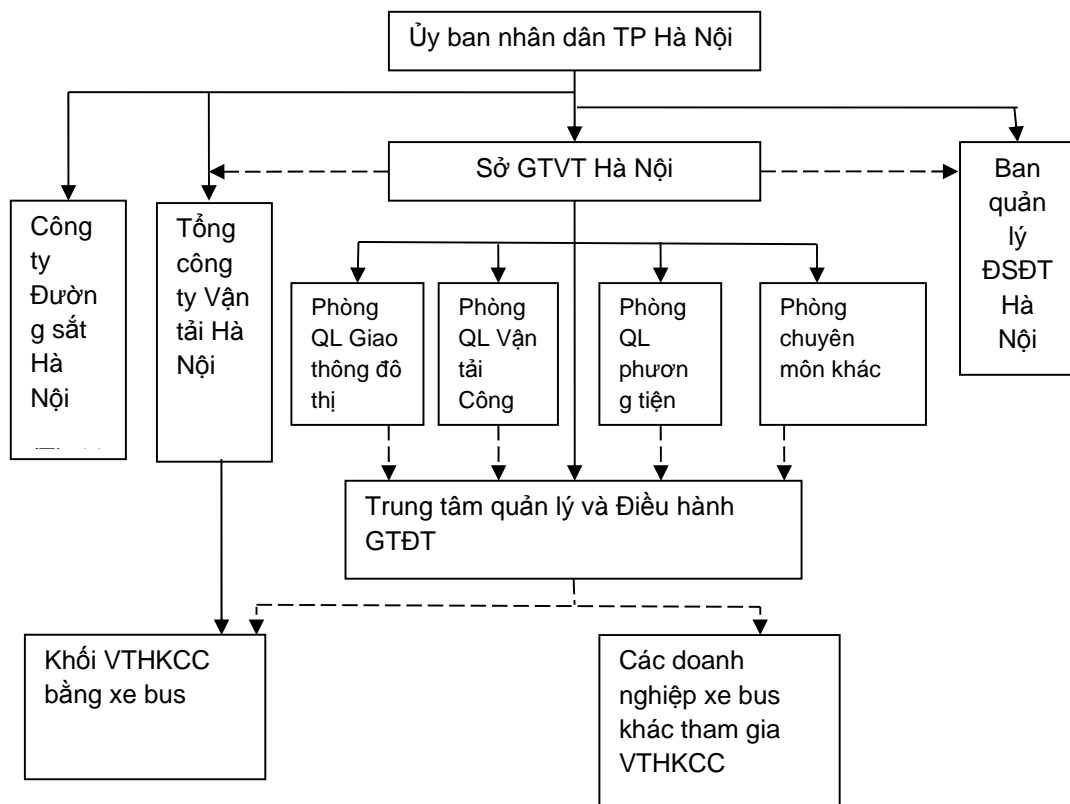 Ủy ban nhân dân TP Hà Nội
Sở GTVT Hà Nội
Ban
quản
lý
ĐSĐT
Hà
Nội
Công
ty
Đườn
g sắt
Hà
Nội
Tổng
công
ty Vận
tải Hà
Nội
Phòng
QL Giao
thông đô
thị
Phòng
QL Vận
tải
Công
Phòng
QL
phươn
g tiện
Phòng
chuyên
môn khác
Trung tâm quản lý và Điều hành
GTĐT
Khối VTHKCC
bằng xe bus
Các doanh
nghiệp xe bus
khác tham gia
VTHKCC